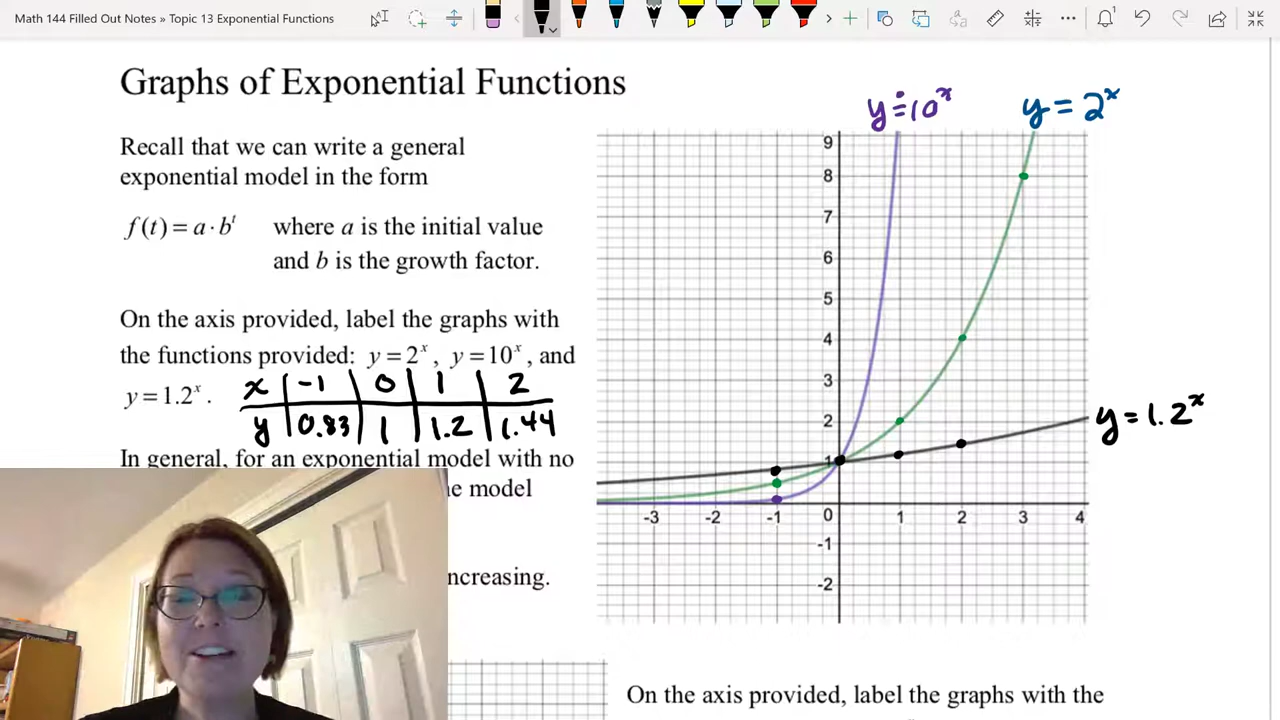 Math 144 Filled Out Notes » Topic 13 Exponential Functions
Graphs of Exponential Functions
Recall that we can write a general
exponential model in the form
f(t) = a · b^t where a is the initial value
and b is the growth factor.
On the axis provided, label the graphs with
the functions provided: y = 2^x, y = 10^x, and
y = 1.2^x.
x -1 0 1 2
y 0.83 1 1.2 1.44
In general, for an exponential model with no
e model
ncreasing.
y = 10^x
y = 2^x
y = 1.2^x
9
8
7
6
5
4
3
2
1
-3 -2 -1 0 1 2 3 4
-1
-2
On the axis provided, label the graphs with the